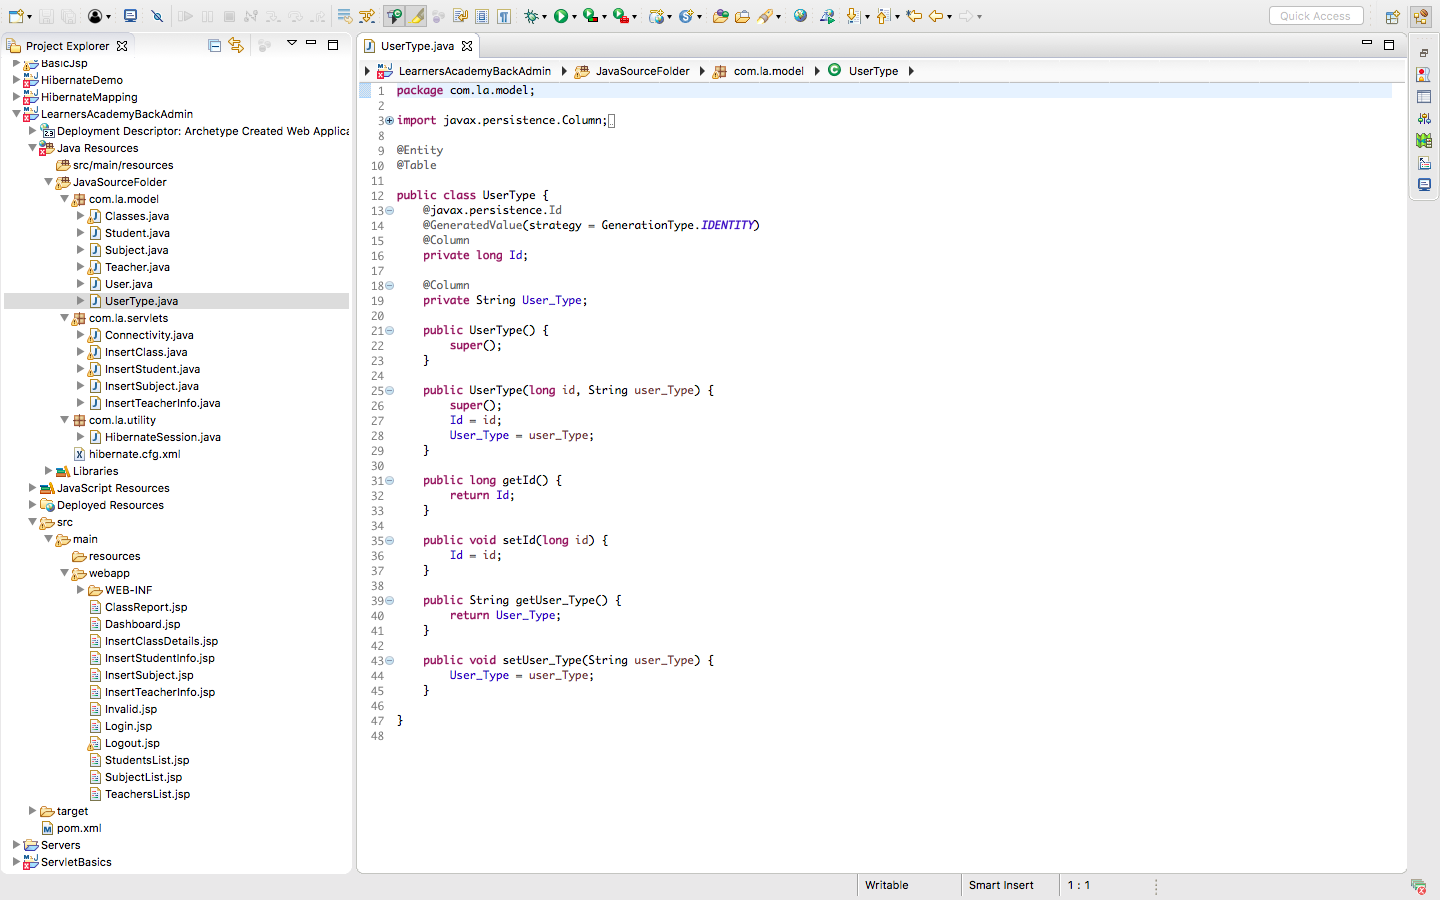 Quick Access
Project Explorer
BasicJsp
HibernateDemo
HibernateMapping
LearnersAcademyBackAdmin
Deployment Descriptor: Archetype Created Web Applica
Java Resources
src/main/resources
JavaSourceFolder
com.la.model
Classes.java
Student.java
Subject.java
Teacher.java
User.java
UserType.java
com.la.servlets
Connectivity.java
InsertClass.java
InsertStudent.java
InsertSubject.java
InsertTeacherInfo.java
com.la.utility
HibernateSession.java
hibernate.cfg.xml
Libraries
JavaScript Resources
Deployed Resources
src
main
resources
webapp
WEB-INF
ClassReport.jsp
Dashboard.jsp
InsertClassDetails.jsp
InsertStudentInfo.jsp
InsertSubject.jsp
InsertTeacherInfo.jsp
Invalid.jsp
Login.jsp
Logout.jsp
StudentsList.jsp
SubjectList.jsp
TeachersList.jsp
target
pom.xml
Servers
ServletBasics
UserType.java
LearnersAcademyBackAdmin JavaSourceFolder com.la.model UserType
1 package com.la.model;
2
3 import javax.persistence.Column;
8
9 @Entity
10 @Table
11
12 public class UserType {
13 @javax.persistence.Id
14 @GeneratedValue(strategy = GenerationType.IDENTITY)
15 @Column
16 private long Id;
17
18 @Column
19 private String User_Type;
20
21 public UserType() {
22 super();
23 }
24
25 public UserType(long id, String user_Type) {
26 super();
27 Id = id;
28 User_Type = user_Type;
29 }
30
31 public long getId() {
32 return Id;
33 }
34
35 public void setId(long id) {
36 Id = id;
37 }
38
39 public String getUser_Type() {
40 return User_Type;
41 }
42
43 public void setUser_Type(String user_Type) {
44 User_Type = user_Type;
45 }
46
47 }
48
Writable Smart Insert 1 : 1